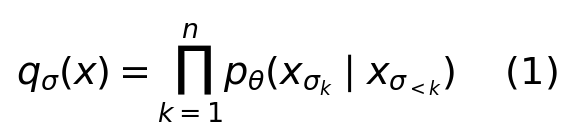 q_σ(x) = ∏_{k=1}^{n} p_θ(x_{σ_k} | x_{σ_{<k}}) (1)